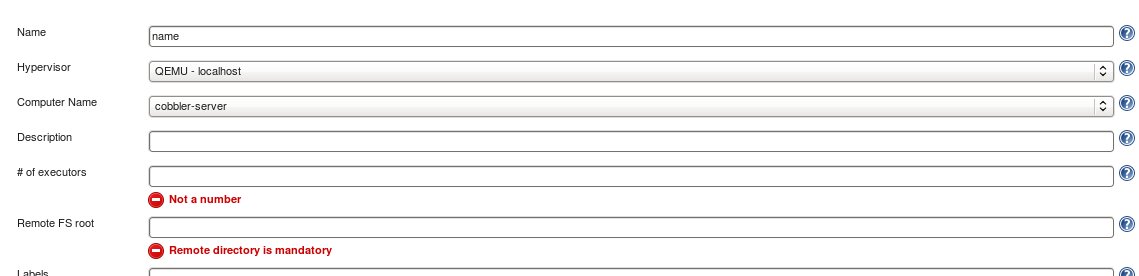 Name
name
Hypervisor
QEMU - localhost
Computer Name
cobbler-server
Description
# of executors
Not a number
Remote FS root
Remote directory is mandatory
Labels